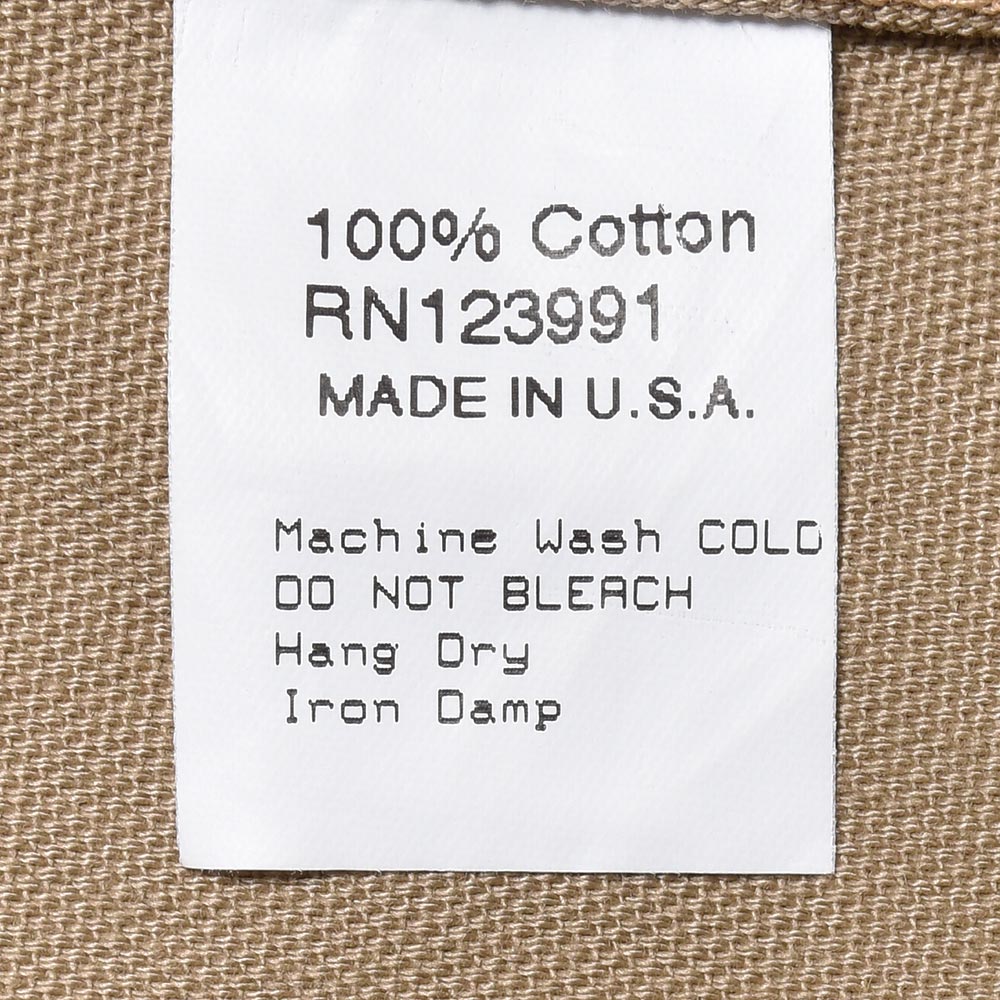 100% Cotton
RN123991
MADE IN U.S.A.
Machine Wash COLD
DO NOT BLEACH
Hang Dry
Iron Damp